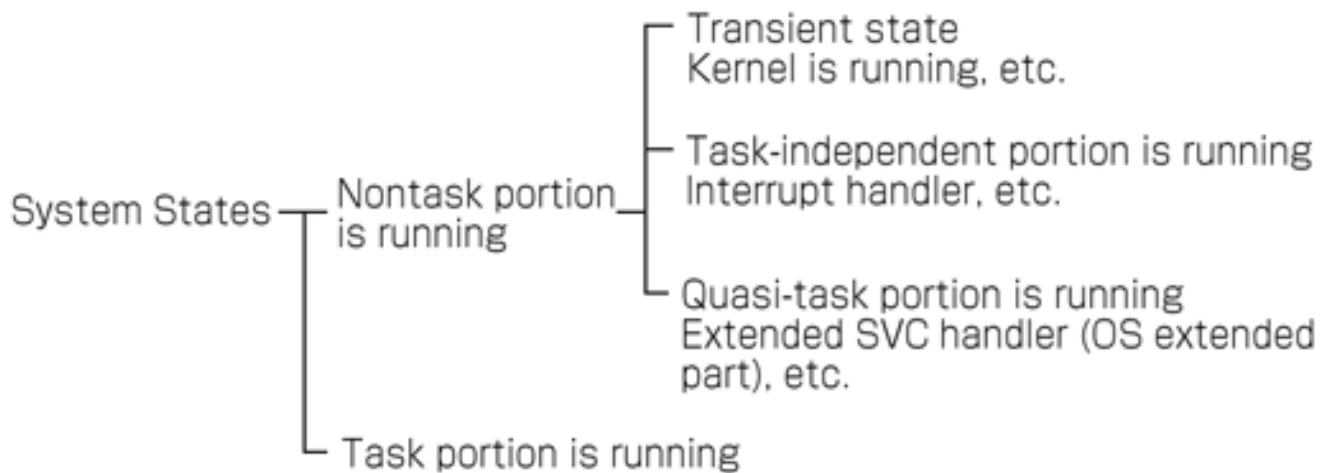 Transient state
Kernel is running, etc.
Task-independent portion is running
Interrupt handler, etc.
System States
Nontask portion
is running
Quasi-task portion is running
Extended SVC handler (OS extended
part), etc.
Task portion is running